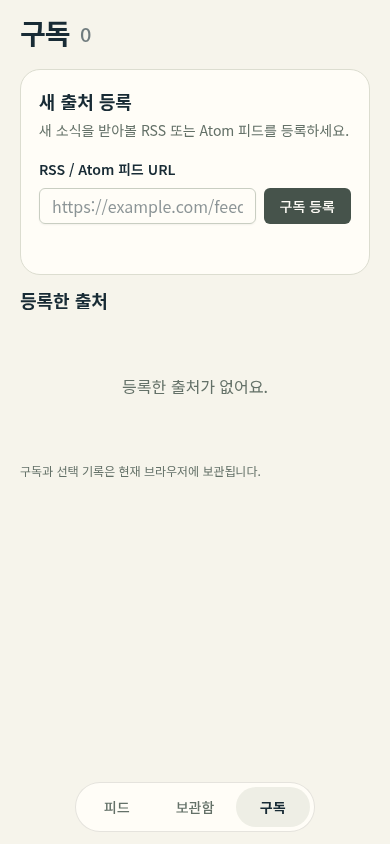 구독 0
새 출처 등록
새 소식을 받아볼 RSS 또는 Atom 피드를 등록하세요.
RSS / Atom 피드 URL
https://example.com/feed
구독 등록
등록한 출처
등록한 출처가 없어요.
구독과 선택 기록은 현재 브라우저에 보관됩니다.
피드 보관함 구독